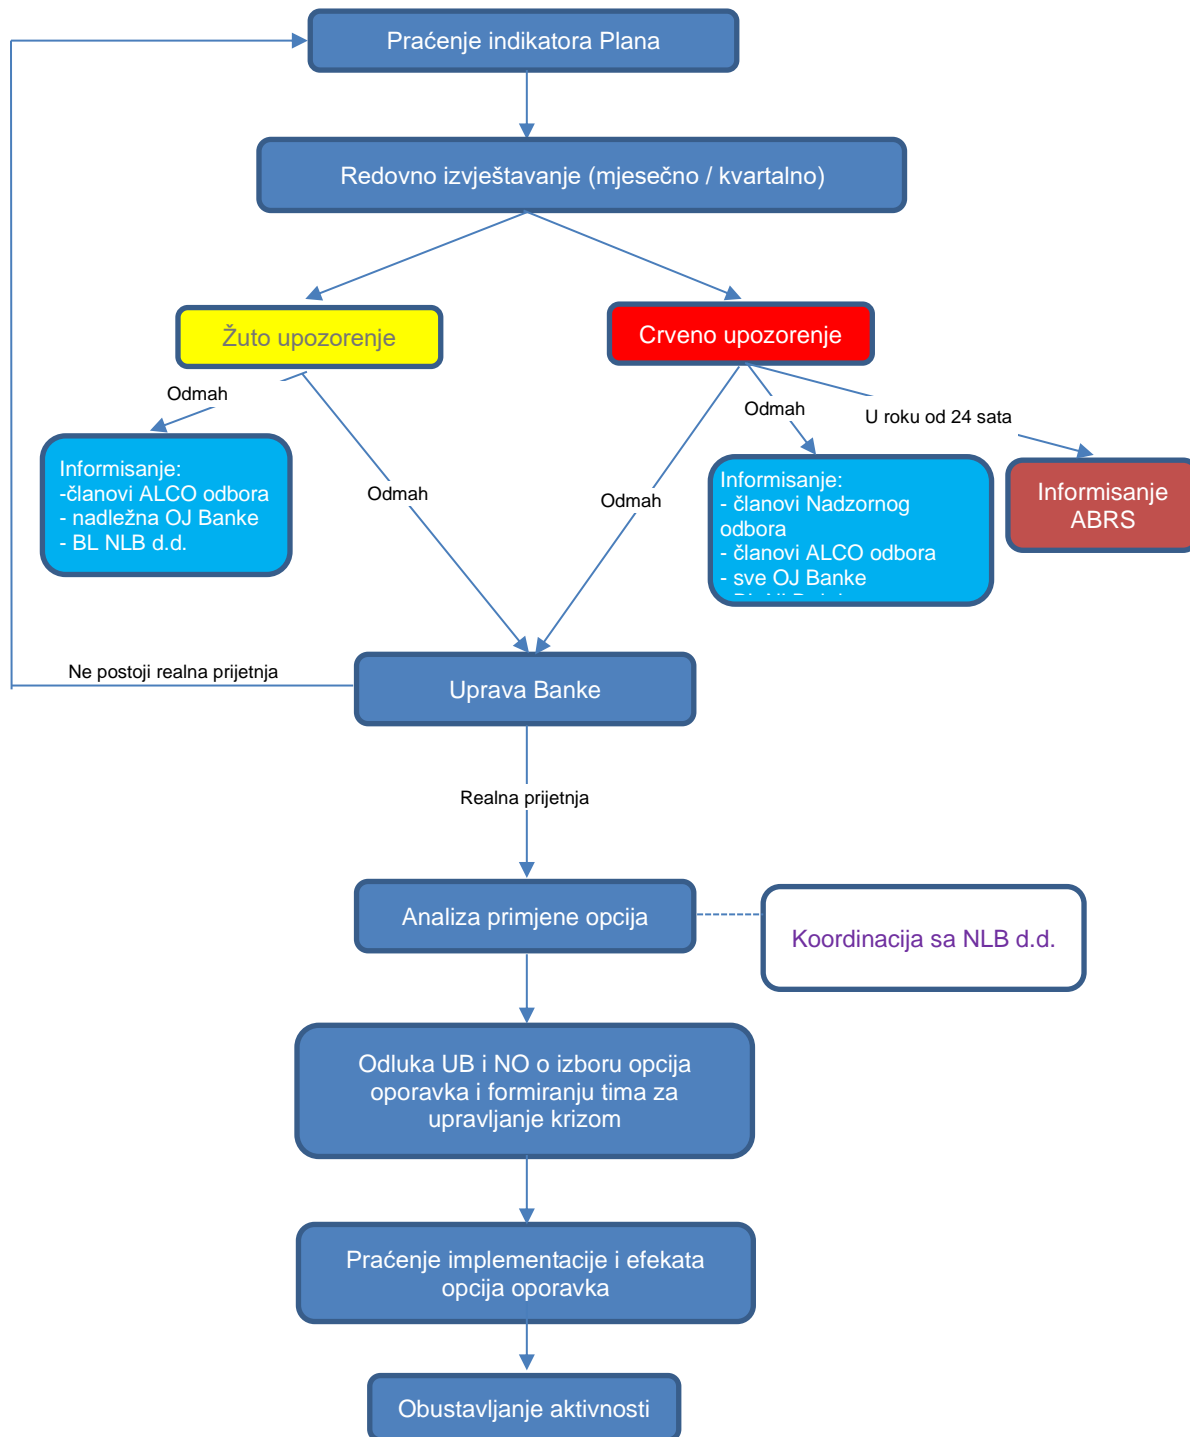 Praćenje indikatora Plana
Redovno izvještavanje (mjesečno / kvartalno)
Žuto upozorenje
Crveno upozorenje
Odmah
Odmah
U roku od 24 sata
Informisanje:
-članovi ALCO odbora
- nadležna OJ Banke
- BL NLB d.d.
Odmah
Odmah
Informisanje:
- članovi Nadzornog
odbora
- članovi ALCO odbora
- sve OJ Banke
Informisanje
ABRS
Ne postoji realna prijetnja
Uprava Banke
Realna prijetnja
Analiza primjene opcija
Koordinacija sa NLB d.d.
Odluka UB i NO o izboru opcija
oporavka i formiranju tima za
upravljanje krizom
Praćenje implementacije i efekata
opcija oporavka
Obustavljanje aktivnosti